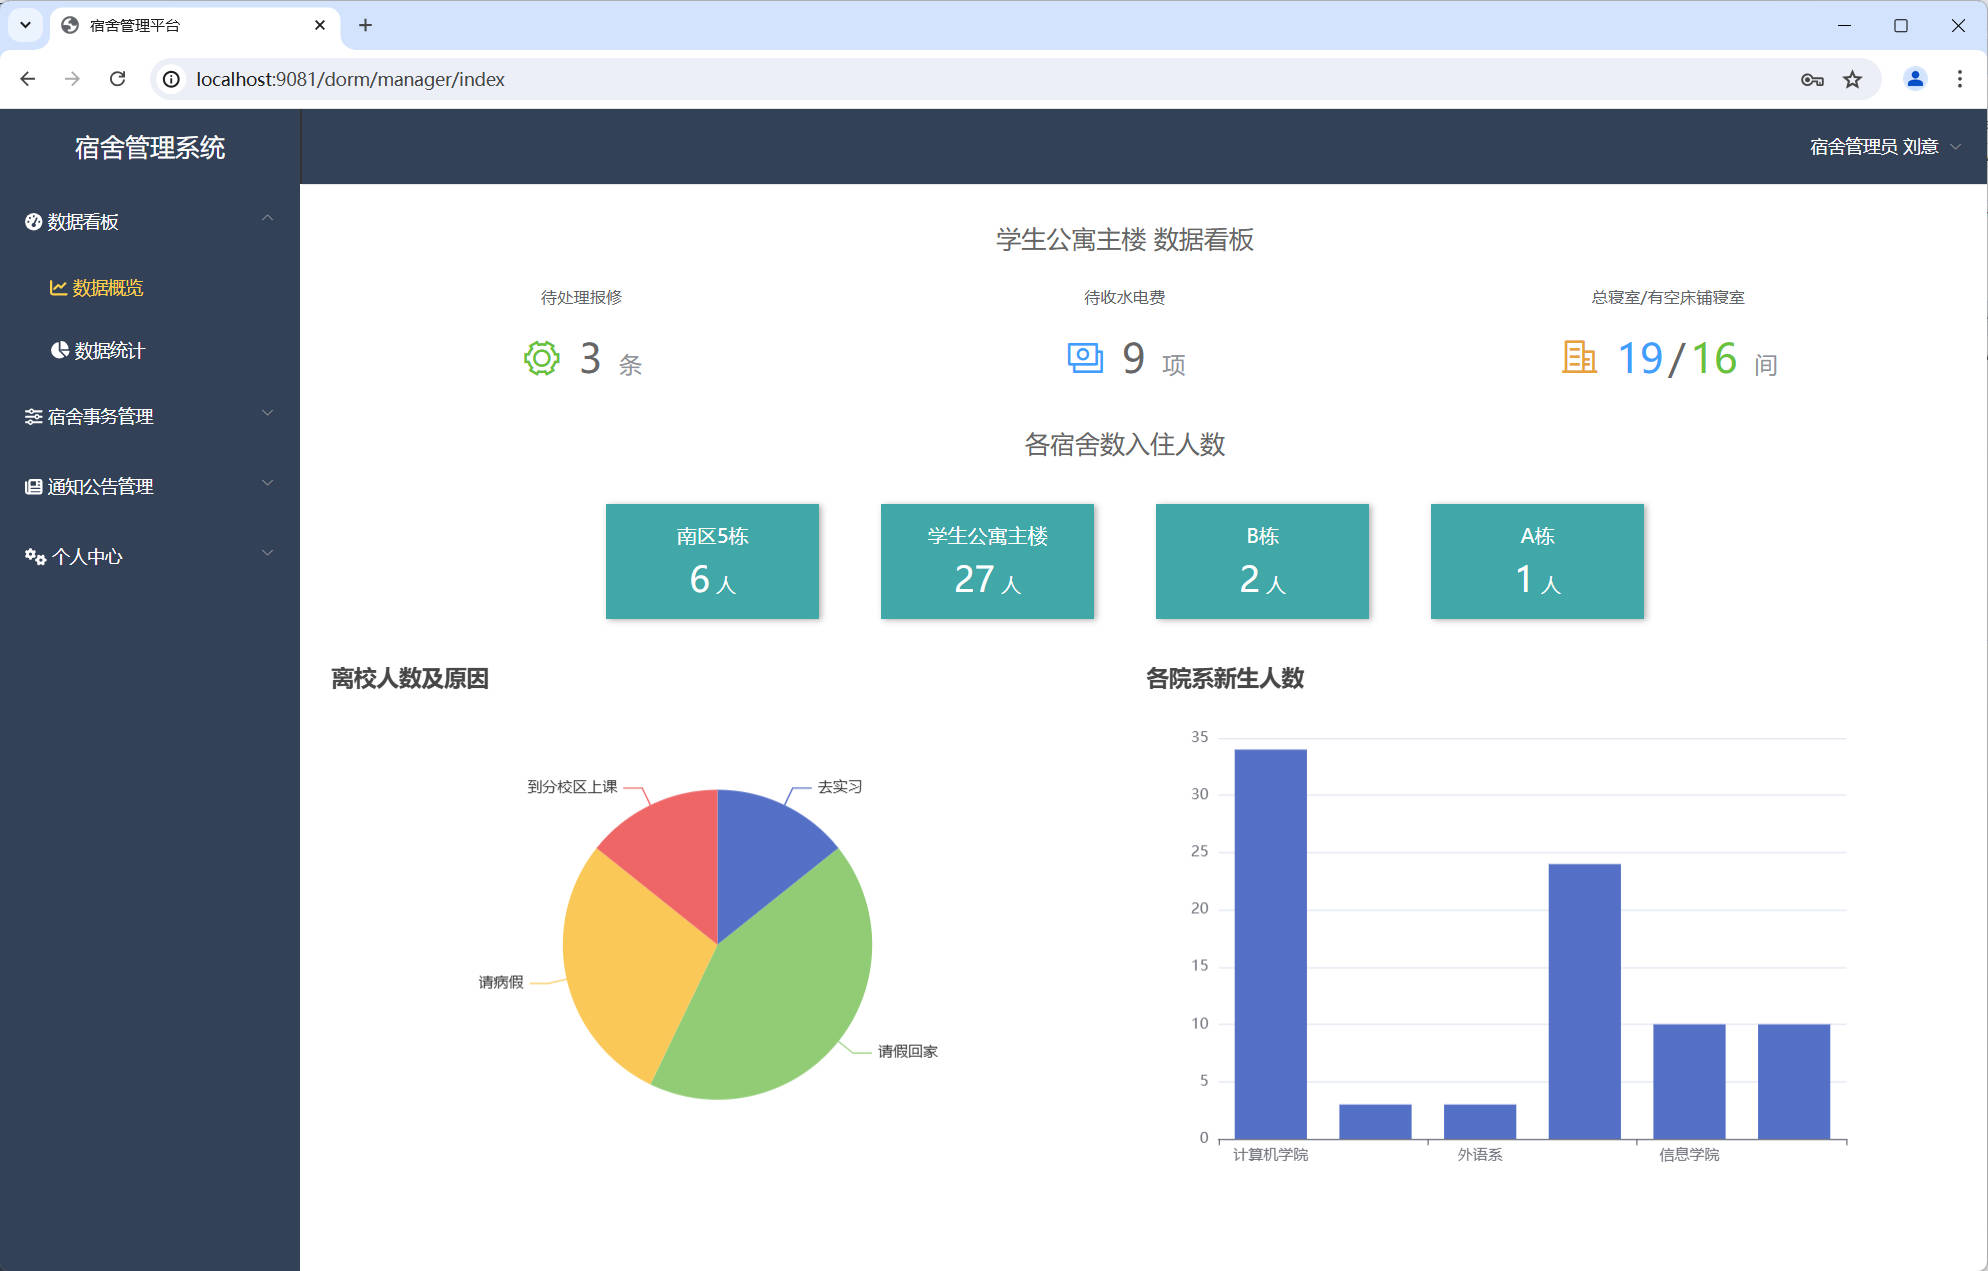 宿舍管理平台
localhost:9081/dorm/manager/index
宿舍管理系统
宿舍管理员 刘意
数据看板
数据概览
数据统计
宿舍事务管理
通知公告管理
个人中心
学生公寓主楼 数据看板
待处理报修
3 条
待收水电费
9 项
总寝室/有空床铺寝室
19/16 间
各宿舍数入住人数
南区5栋
6 人
学生公寓主楼
27 人
B栋
2 人
A栋
1 人
离校人数及原因
到分校区上课
去实习
请病假
请假回家
各院系新生人数
35
30
25
20
15
10
5
0
计算机学院
外语系
信息学院